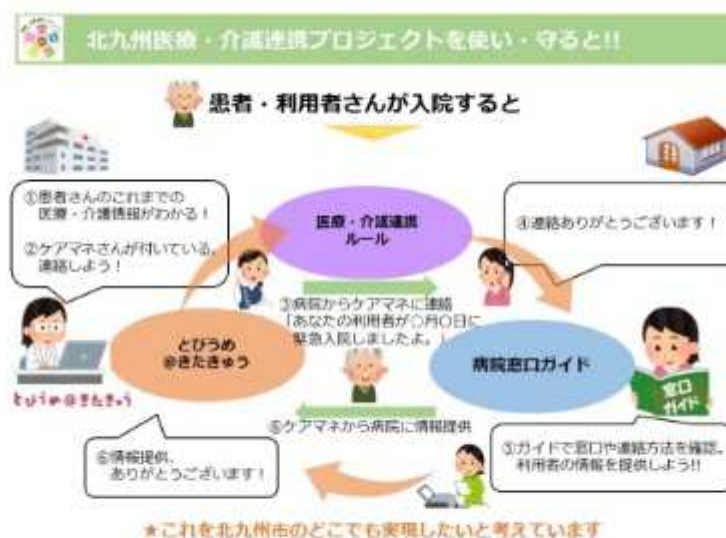 北九州医療・介護連携プロジェクトを使い・守ると!!
患者・利用者さんが入院すると
①患者さんのこれまでの
医療・介護情報がわかる！
②ケアマネさんが付いている、
連絡しよう！
医療・介護連携
ルール
④連絡ありがとうございます！
③病院からケアマネに連絡
「あなたの利用者が○月○日に
緊急入院しましたよ。」
とびうめ
@きたきゅう
病院窓口ガイド
窓口
ガイド
とびうめ@きたきゅう
⑥ケアマネから病院に情報提供
⑥情報提供、
ありがとうございます！
⑤ガイドで窓口や連絡方法を確認。
利用者の情報を提供しよう!!
★これを北九州市のどこでも実現したいと考えています